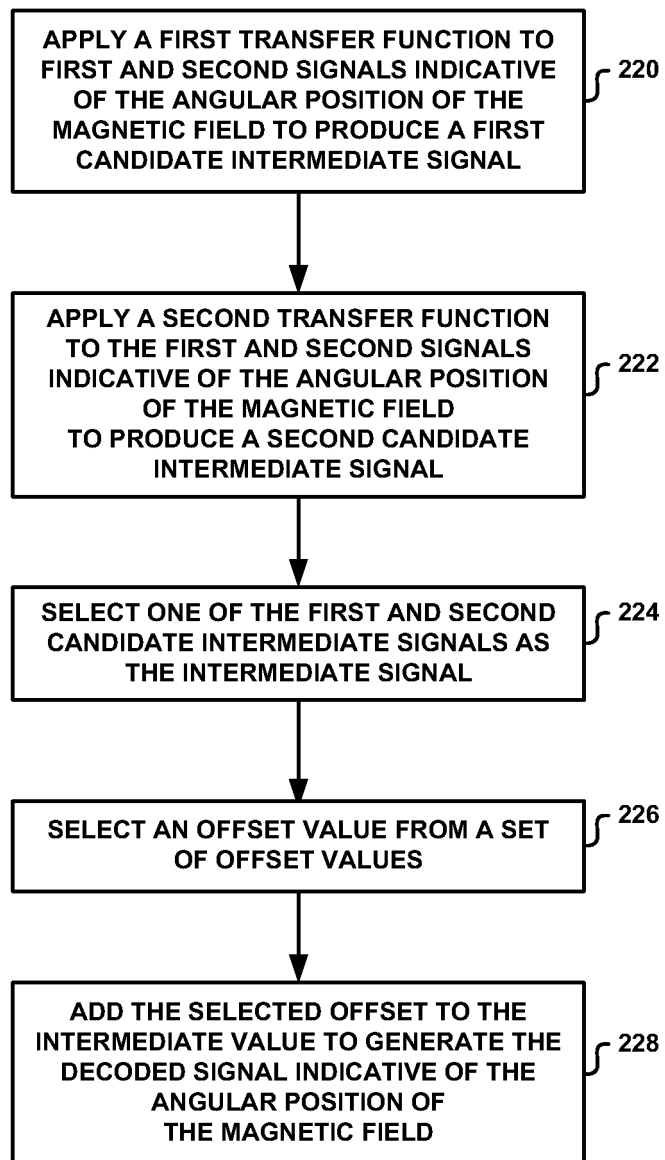 APPLY A FIRST TRANSFER FUNCTION TO
FIRST AND SECOND SIGNALS INDICATIVE
OF THE ANGULAR POSITION OF THE
MAGNETIC FIELD TO PRODUCE A FIRST
CANDIDATE INTERMEDIATE SIGNAL
220
APPLY A SECOND TRANSFER FUNCTION
TO THE FIRST AND SECOND SIGNALS
INDICATIVE OF THE ANGULAR POSITION
OF THE MAGNETIC FIELD
TO PRODUCE A SECOND CANDIDATE
INTERMEDIATE SIGNAL
222
SELECT ONE OF THE FIRST AND SECOND
CANDIDATE INTERMEDIATE SIGNALS AS
THE INTERMEDIATE SIGNAL
224
SELECT AN OFFSET VALUE FROM A SET
OF OFFSET VALUES
226
ADD THE SELECTED OFFSET TO THE
INTERMEDIATE VALUE TO GENERATE THE
DECODED SIGNAL INDICATIVE OF THE
ANGULAR POSITION OF
THE MAGNETIC FIELD
228